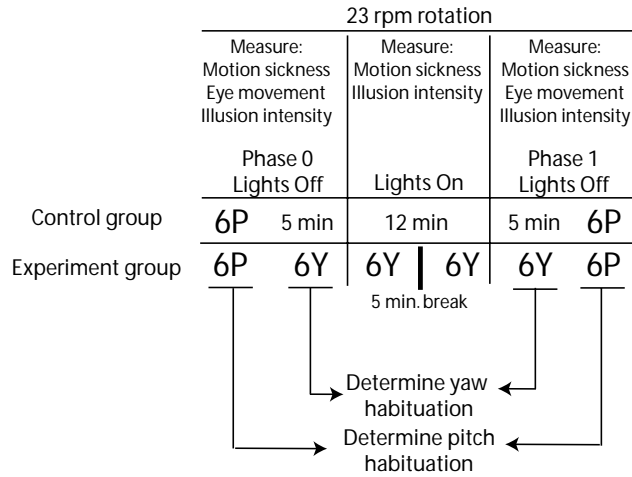 23 rpm rotation
Measure: Measure: Measure:
Motion sickness Motion sickness Motion sickness
Eye movement Illusion intensity Eye movement
Illusion intensity Illusion intensity
Phase 0 Phase 1
Lights Off Lights On Lights Off
Control group 6P 5 min 12 min 5 min 6P
Experiment group 6P 6Y 6Y 6Y 6Y 6P
5 min. break
Determine yaw
habituation
Determine pitch
habituation